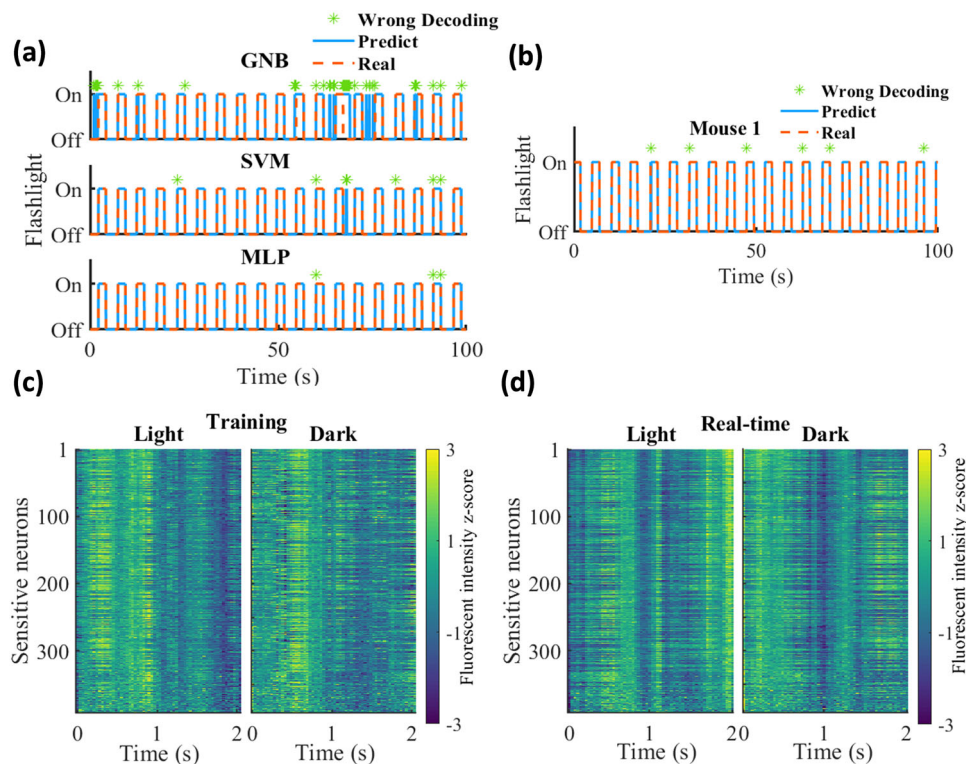 (a)
Wrong Decoding
Predict
Real
GNB
On
Off
SVM
On
Off
MLP
On
Off
Flashlight
0 50 100
Time (s)
(b)
Wrong Decoding
Predict
Real
Mouse 1
On
Off
Flashlight
0 50 100
Time (s)
(c)
Training
Light Dark
1
100
200
300
Sensitive neurons
0 1 2 0 1 2
Time (s) Time (s)
3
1
-1
-3
Fluorescent intensity z-score
(d)
Real-time
Light Dark
Sensitive neurons
1
100
200
300
0 1 2 0 1 2
Time (s) Time (s)
3
1
-1
-3
Fluorescent intensity z-score